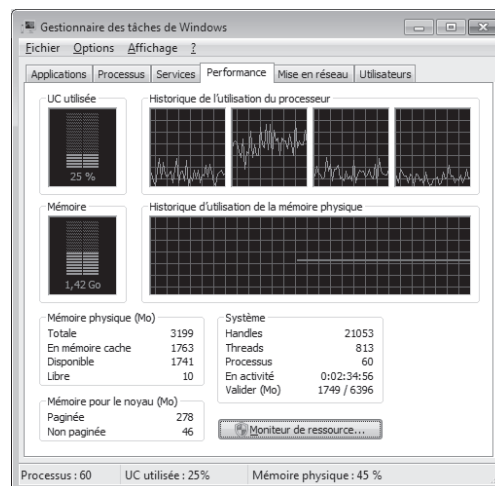 Gestionnaire des tâches de Windows
Fichier Options Affichage ?
Applications Processus Services Performance Mise en réseau Utilisateurs
UC utilisée
Historique de l'utilisation du processeur
25 %
Mémoire
Historique d'utilisation de la mémoire physique
1,42 Go
Mémoire physique (Mo)
Totale 3199
En mémoire cache 1763
Disponible 1741
Libre 10
Système
Handles 21053
Threads 813
Processus 60
En activité 0:02:34:56
Valider (Mo) 1749 / 6396
Mémoire pour le noyau (Mo)
Paginée 278
Non paginée 46
Moniteur de ressource...
Processus : 60 UC utilisée : 25% Mémoire physique : 45 %